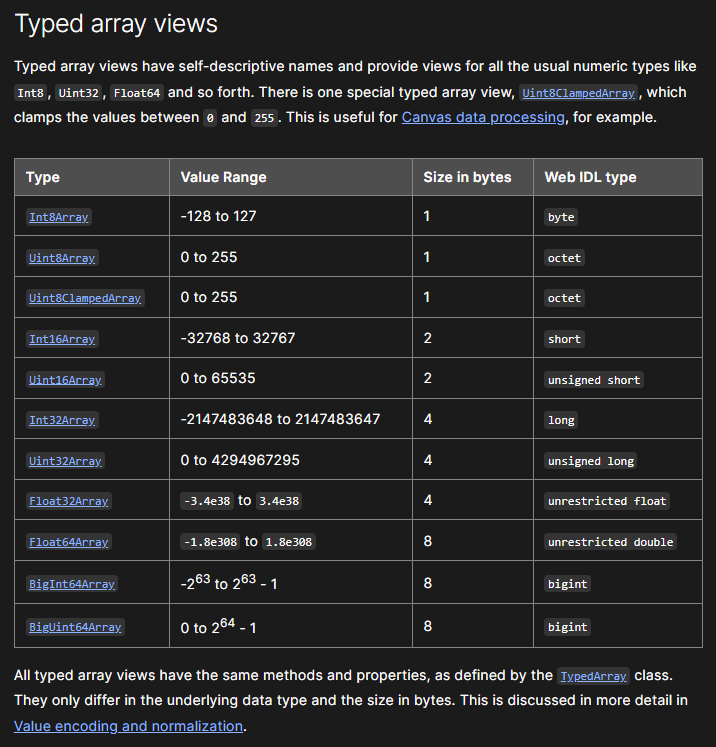 Typed array views
Typed array views have self-descriptive names and provide views for all the usual numeric types like
Int8, Uint32, Float64 and so forth. There is one special typed array view, Uint8ClampedArray, which
clamps the values between 0 and 255. This is useful for Canvas data processing, for example.
Type Value Range Size in bytes Web IDL type
Int8Array -128 to 127 1 byte
Uint8Array 0 to 255 1 octet
Uint8ClampedArray 0 to 255 1 octet
Int16Array -32768 to 32767 2 short
Uint16Array 0 to 65535 2 unsigned short
Int32Array -2147483648 to 2147483647 4 long
Uint32Array 0 to 4294967295 4 unsigned long
Float32Array -3.4e38 to 3.4e38 4 unrestricted float
Float64Array -1.8e308 to 1.8e308 8 unrestricted double
BigInt64Array -2⁶³ to 2⁶³ - 1 8 bigint
BigUint64Array 0 to 2⁶⁴ - 1 8 bigint
All typed array views have the same methods and properties, as defined by the TypedArray class.
They only differ in the underlying data type and the size in bytes. This is discussed in more detail in
Value encoding and normalization.